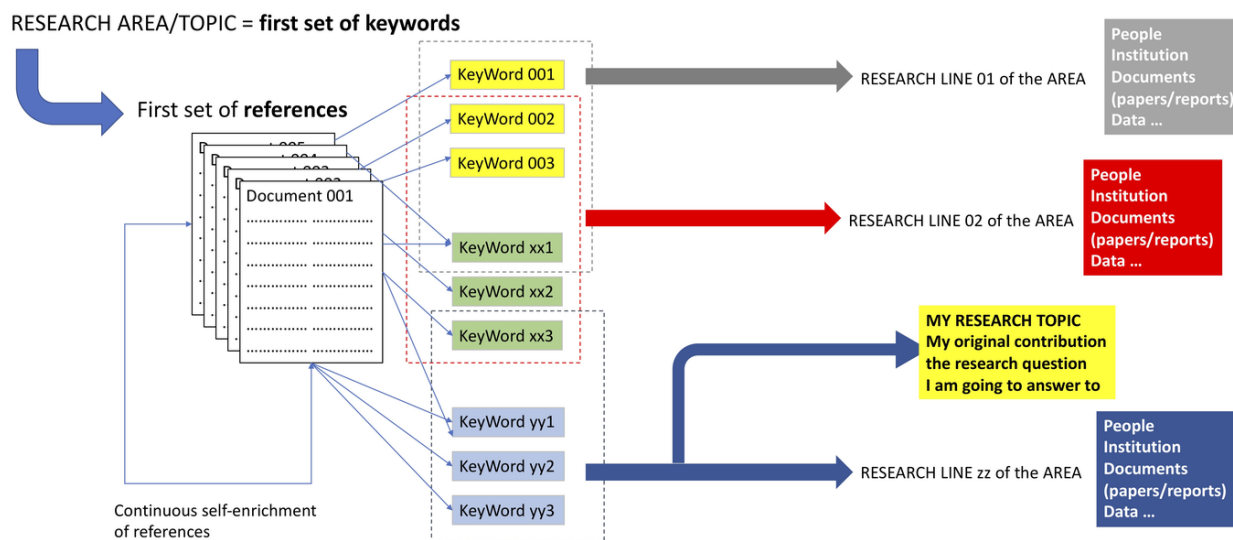 RESEARCH AREA/TOPIC = first set of keywords
First set of references
Document 001
KeyWord 001
KeyWord 002
KeyWord 003
KeyWord xx1
KeyWord xx2
KeyWord xx3
KeyWord yy1
KeyWord yy2
KeyWord yy3
Continuous self-enrichment
of references
RESEARCH LINE 01 of the AREA
People
Institution
Documents
(papers/reports)
Data ...
RESEARCH LINE 02 of the AREA
People
Institution
Documents
(papers/reports)
Data ...
MY RESEARCH TOPIC
My original contribution
the research question
I am going to answer to
RESEARCH LINE zz of the AREA
People
Institution
Documents
(papers/reports)
Data ...